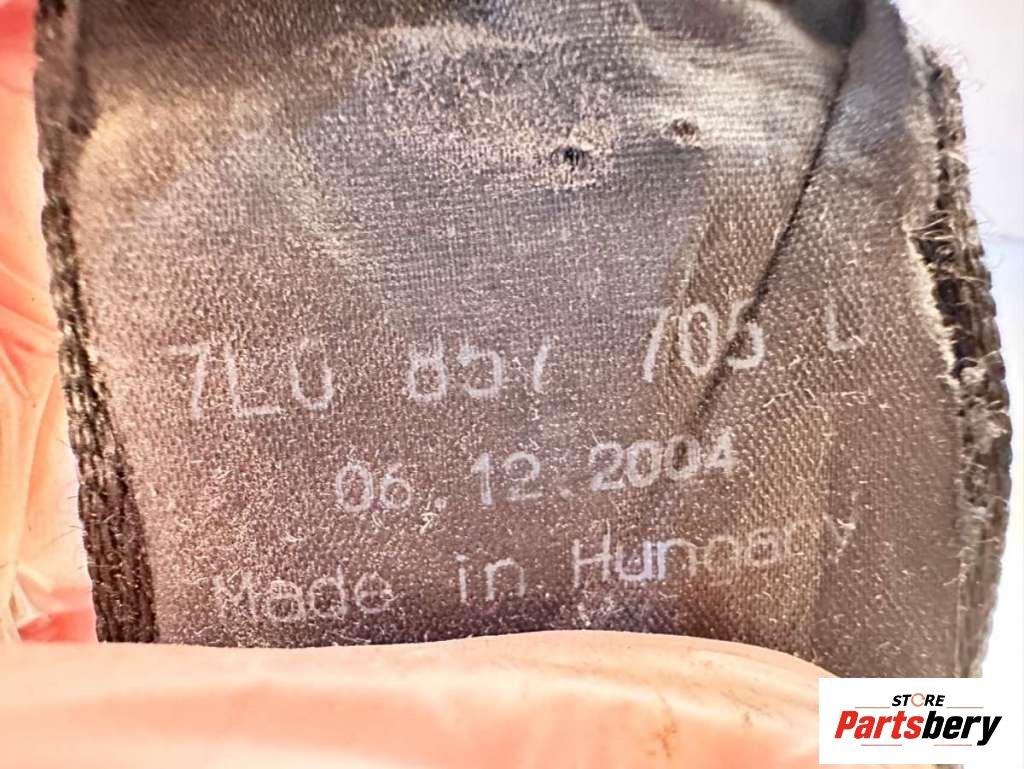 7L0 857 705
06.12.2004
Made in Hungary
STORE
Partsbery